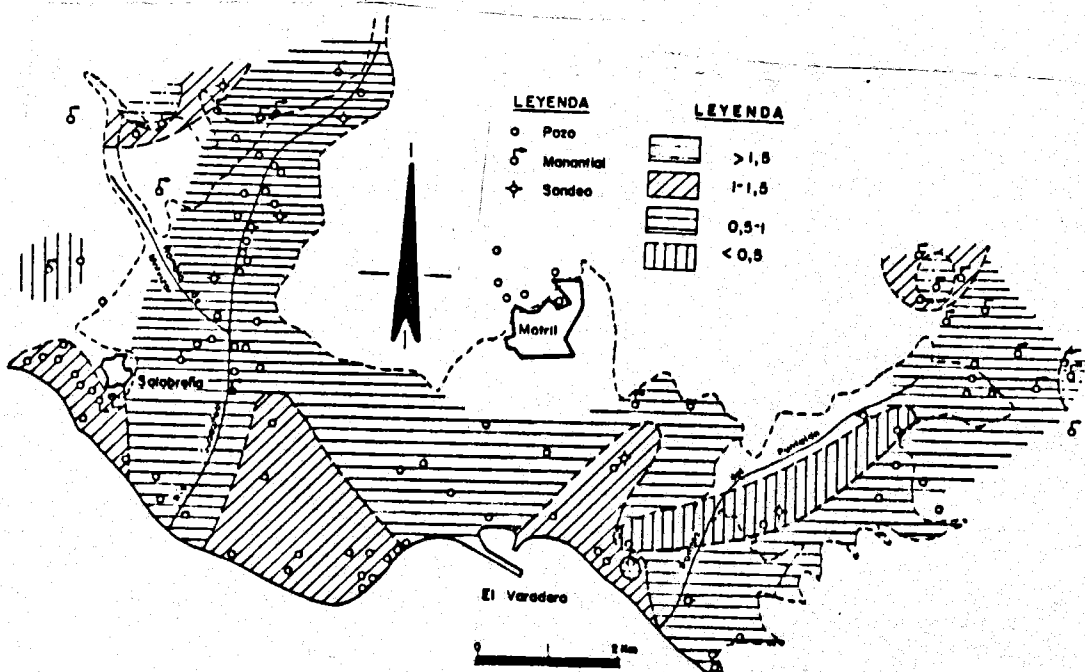 LEYENDA
Pozo
Manantial
Sondeo
LEYENDA
> 1,5
1-1,5
0,5-1
< 0,5
Motril
Salobreña
El Varadero
0
2 Km